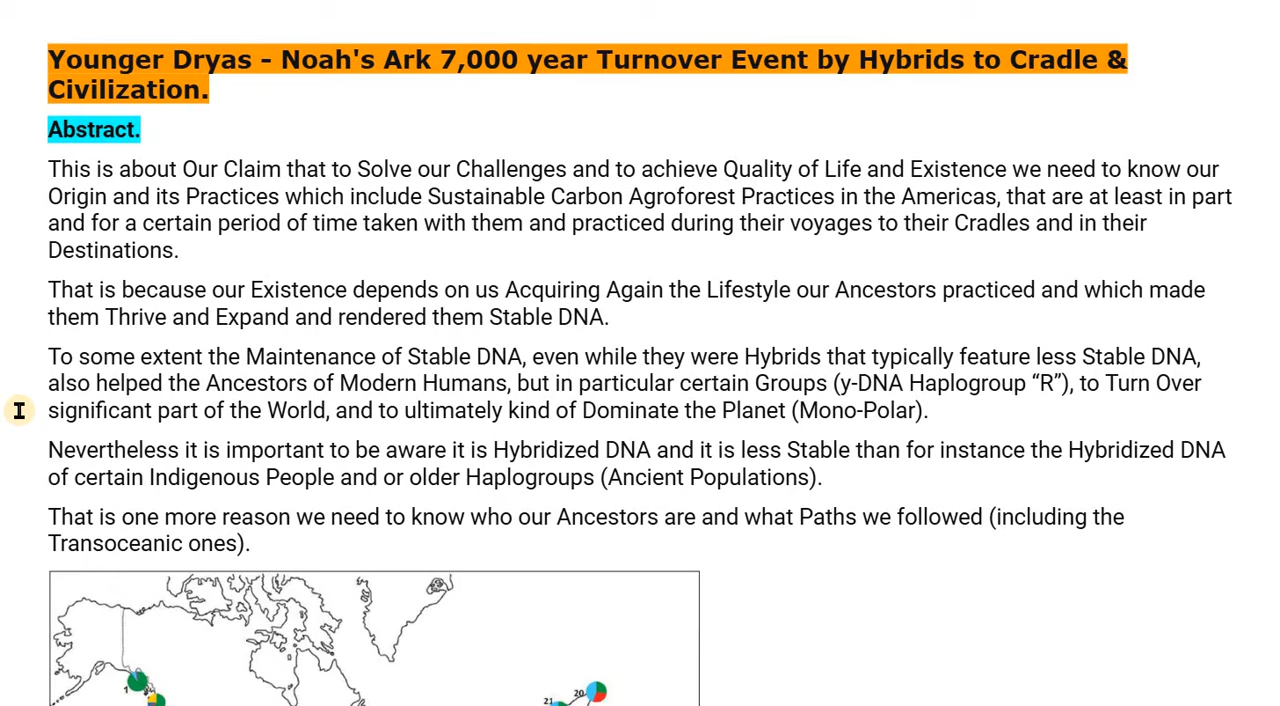 Younger Dryas - Noah's Ark 7,000 year Turnover Event by Hybrids to Cradle &
Civilization.
Abstract.
This is about Our Claim that to Solve our Challenges and to achieve Quality of Life and Existence we need to know our
Origin and its Practices which include Sustainable Carbon Agroforest Practices in the Americas, that are at least in part
and for a certain period of time taken with them and practiced during their voyages to their Cradles and in their
Destinations.
That is because our Existence depends on us Acquiring Again the Lifestyle our Ancestors practiced and which made
them Thrive and Expand and rendered them Stable DNA.
To some extent the Maintenance of Stable DNA, even while they were Hybrids that typically feature less Stable DNA,
also helped the Ancestors of Modern Humans, but in particular certain Groups (y-DNA Haplogroup “R”), to Turn Over
significant part of the World, and to ultimately kind of Dominate the Planet (Mono-Polar).
Nevertheless it is important to be aware it is Hybridized DNA and it is less Stable than for instance the Hybridized DNA
of certain Indigenous People and or older Haplogroups (Ancient Populations).
That is one more reason we need to know who our Ancestors are and what Paths we followed (including the
Transoceanic ones).
1
21
20